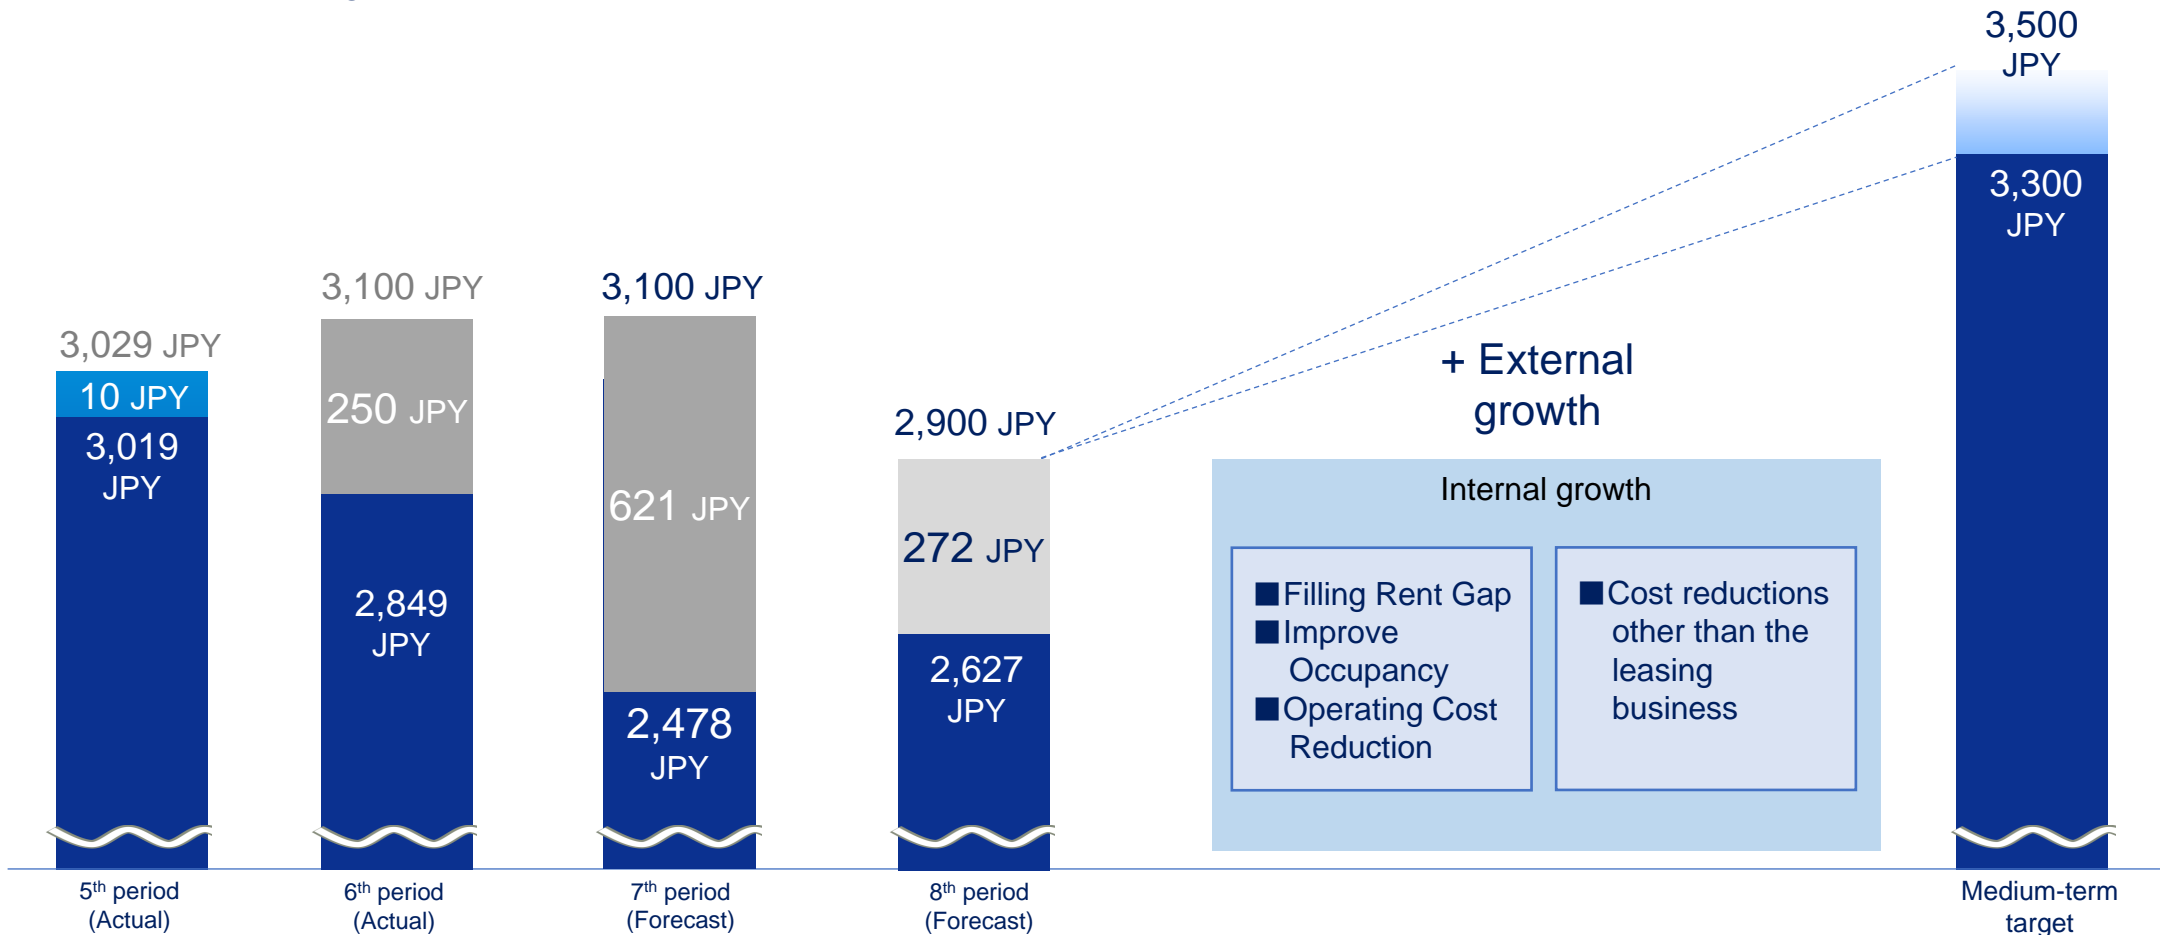 3,500
JPY
3,300
JPY
3,029 JPY
10 JPY
3,019
JPY
3,100 JPY
250 JPY
2,849
JPY
3,100 JPY
621 JPY
2,478
JPY
2,900 JPY
272 JPY
2,627
JPY
+ External
growth
Internal growth
■Filling Rent Gap
■Improve
Occupancy
■Operating Cost
Reduction
■Cost reductions
other than the
leasing
business
5th period
(Actual)
6th period
(Actual)
7th period
(Forecast)
8th period
(Forecast)
Medium-term
target